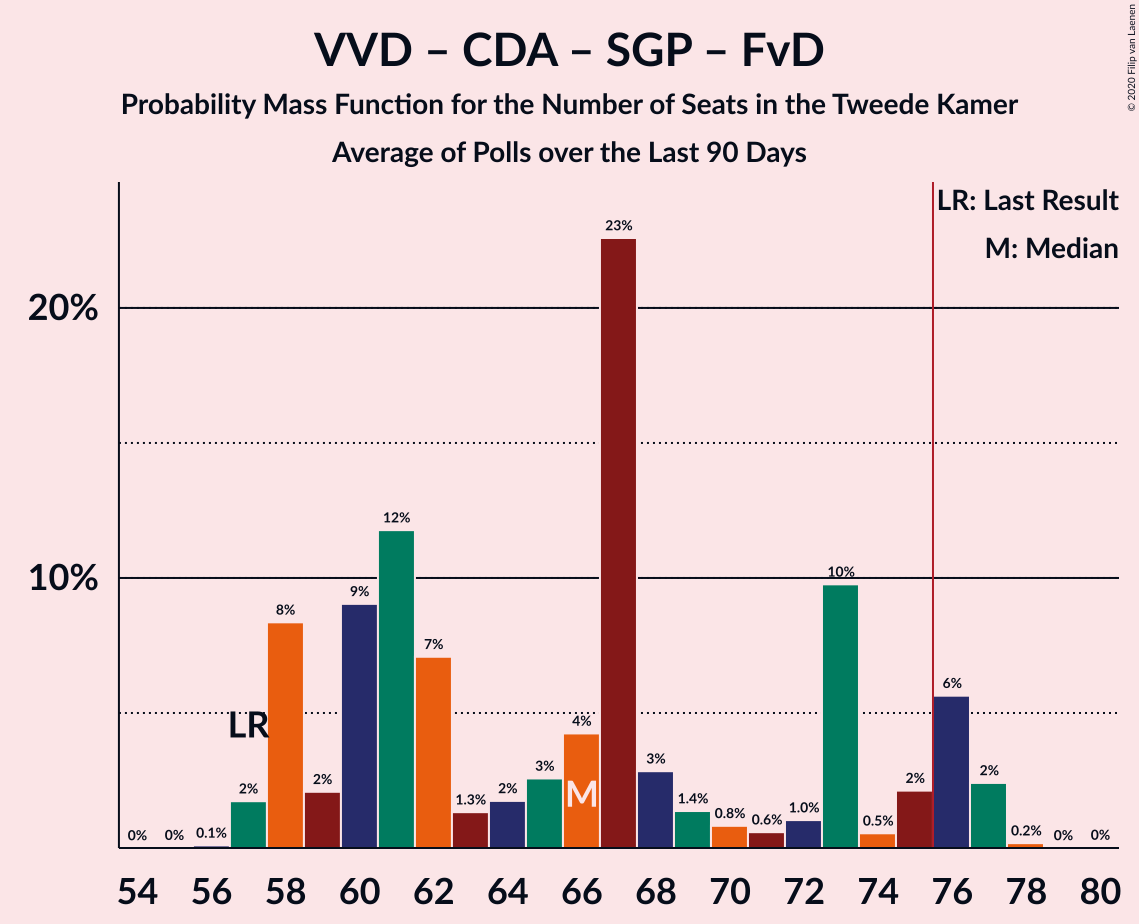 VVD – CDA – SGP – FvD
Probability Mass Function for the Number of Seats in the Tweede Kamer
Average of Polls over the Last 90 Days
© 2020 Filip van Laenen
LR: Last Result
M: Median
20%
10%
0% 0% 0.1% 2% 8% 2% 9% 12% 7% 1.3% 2% 3% 4% 23% 3% 1.4% 0.8% 0.6% 1.0% 10% 0.5% 2% 6% 2% 0.2% 0% 0%
LR
M
54 56 58 60 62 64 66 68 70 72 74 76 78 80